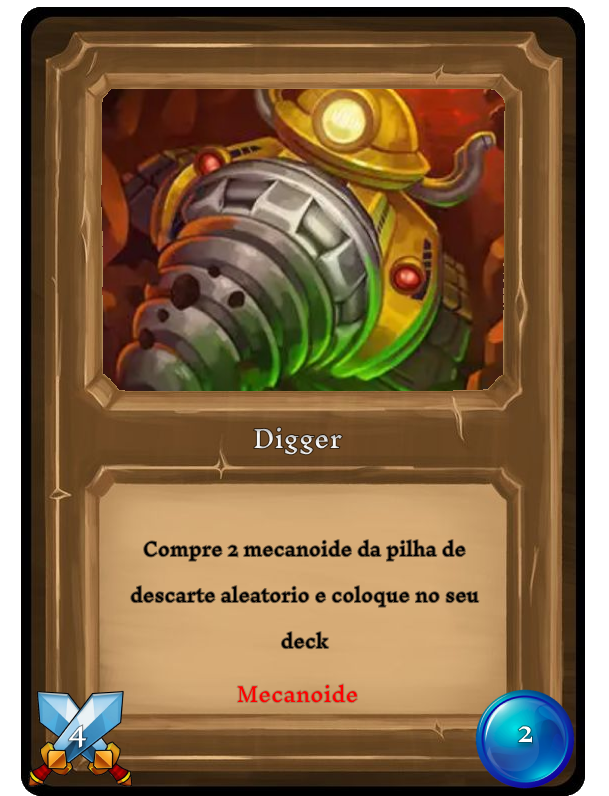 Digger
Compre 2 mecanoide da pilha de
descarte aleatorio e coloque no seu
deck
Mecanoide
4
2